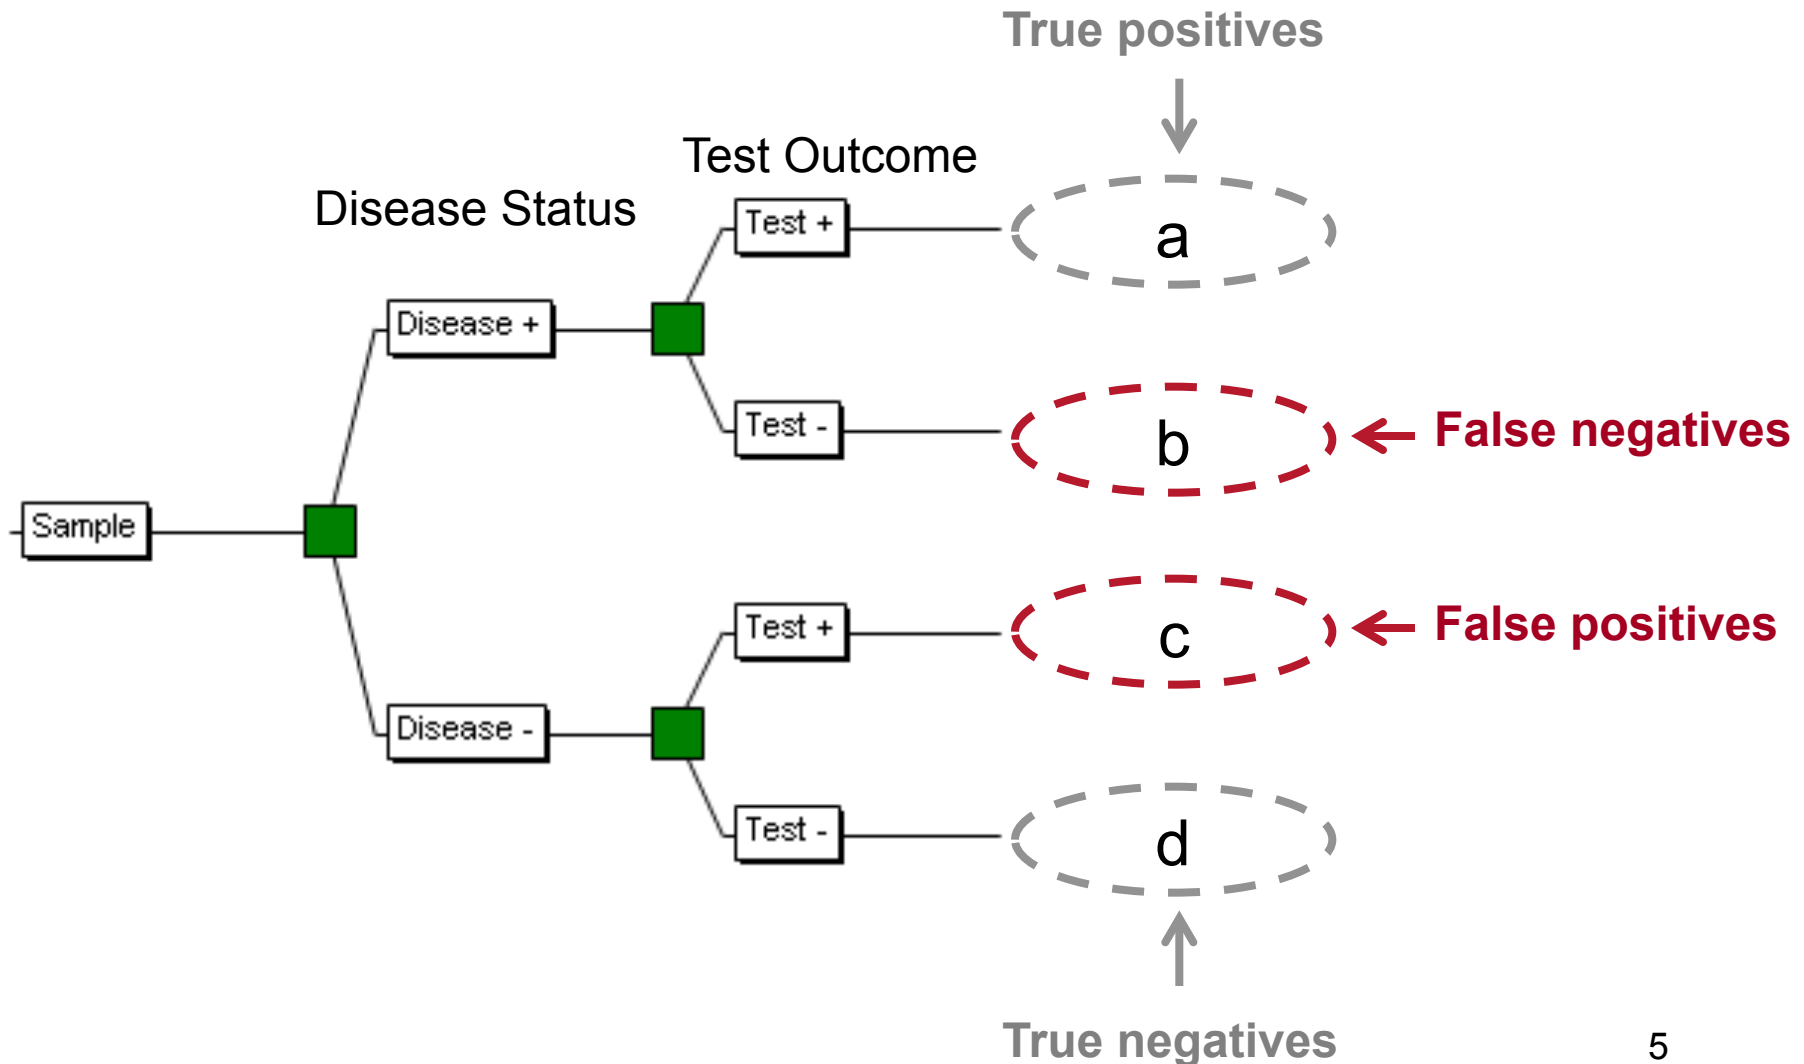 True positives
Test Outcome
Disease Status
Test +
a
Disease +
Test -
b
False negatives
Sample
Test +
c
False positives
Disease -
Test -
d
True negatives
5